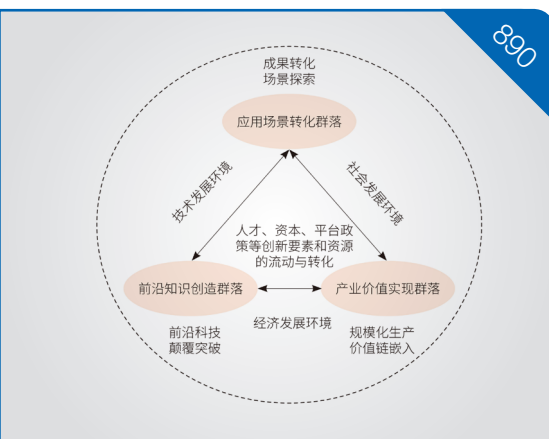 890
成果转化
场景探索
应用场景转化群落
技术发展环境
社会发展环境
人才、资本、平台政
策等创新要素和资源
的流动与转化
前沿知识创造群落
产业价值实现群落
经济发展环境
前沿科技
颠覆突破
规模化生产
价值链嵌入